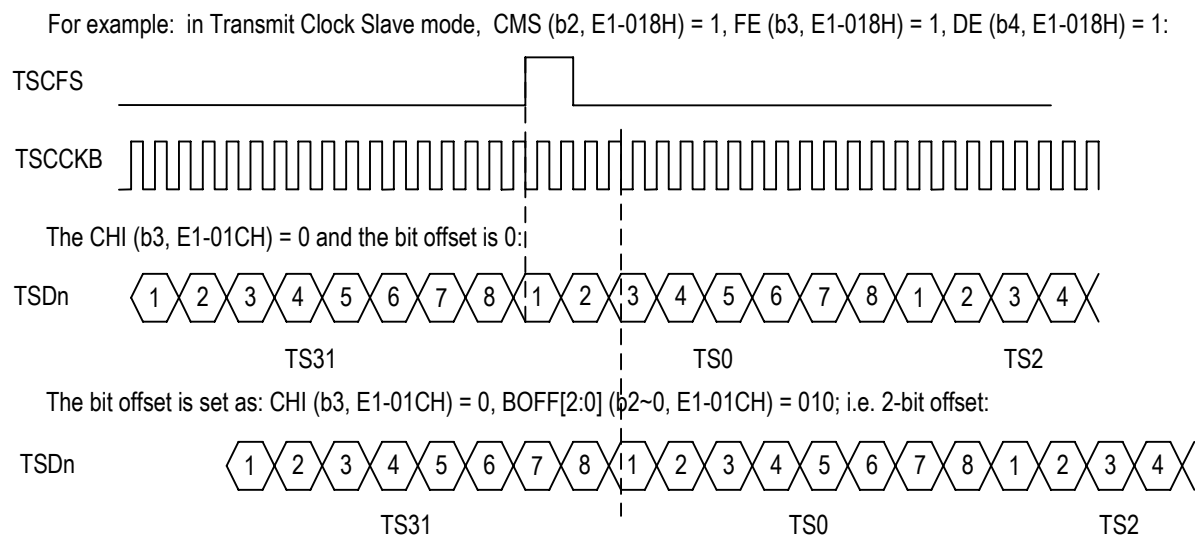 For example: in Transmit Clock Slave mode, CMS (b2, E1-018H) = 1, FE (b3, E1-018H) = 1, DE (b4, E1-018H) = 1:
TSCFS
TSCCKB
The CHI (b3, E1-01CH) = 0 and the bit offset is 0:
TSDn 1 2 3 4 5 6 7 8 1 2 3 4 5 6 7 8 1 2 3 4
TS31 TS0 TS2
The bit offset is set as: CHI (b3, E1-01CH) = 0, BOFF[2:0] (b2~0, E1-01CH) = 010; i.e. 2-bit offset:
TSDn 1 2 3 4 5 6 7 8 1 2 3 4 5 6 7 8 1 2 3 4
TS31 TS0 TS2